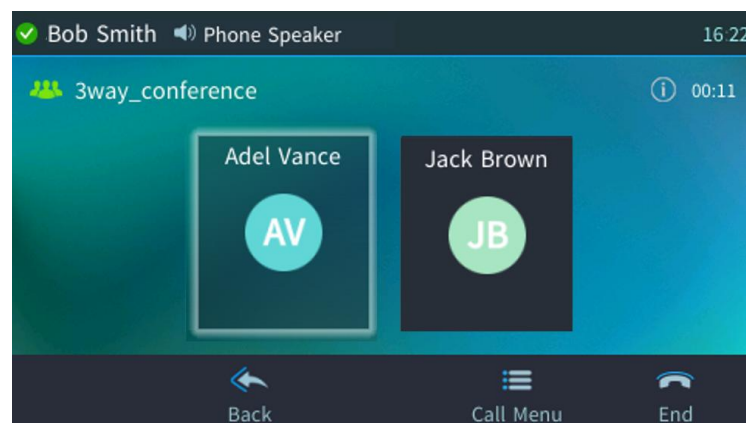 Bob Smith Phone Speaker 16:22
3way_conference 00:11
Adel Vance Jack Brown
AV JB
Back Call Menu End